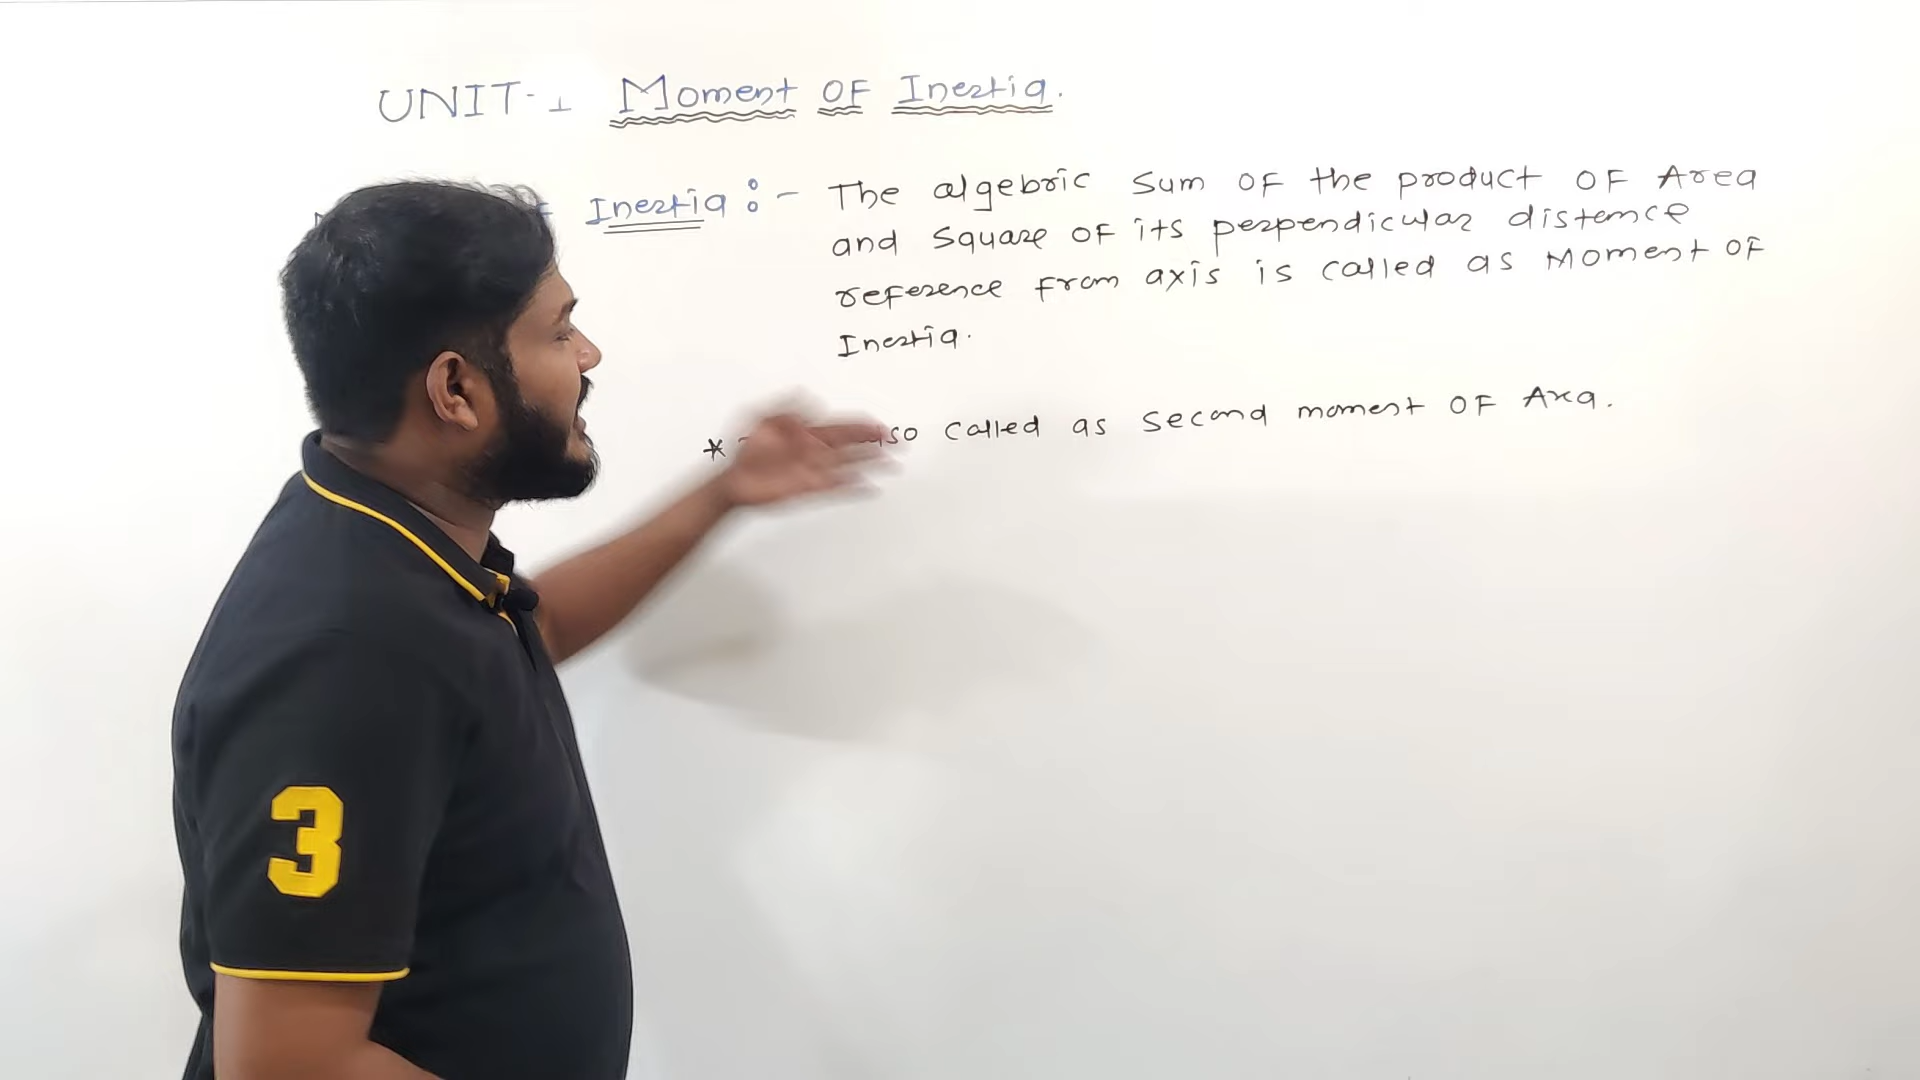 UNIT-1 Moment OF Inertia.
Inertia :- The algebric Sum OF the product OF Area
and Square OF its perpendicular distence
reference from axis is called as Moment OF
Inertia.
* called as Second moment OF Area.
3